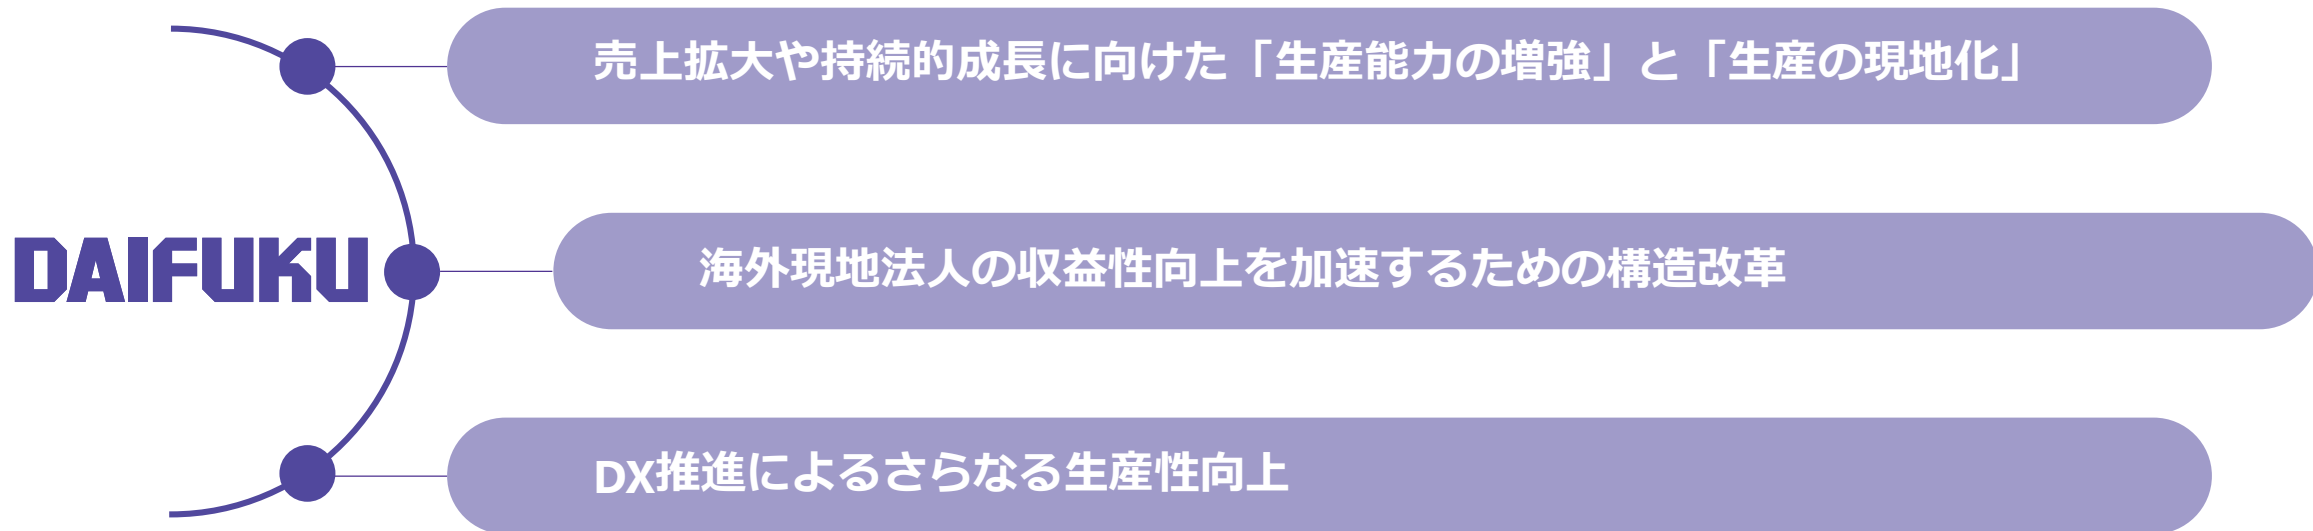 売上拡大や持続的成長に向けた「生産能力の増強」と「生産の現地化」
DAIFUKU
海外現地法人の収益性向上を加速するための構造改革
DX推進によるさらなる生産性向上